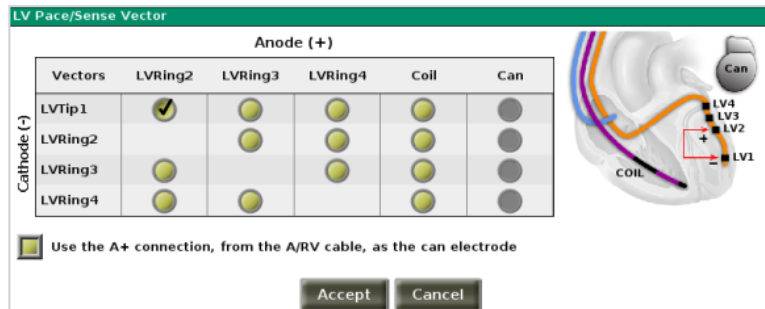 LV Pace/Sense Vector
Anode (+)
Vectors LVRing2 LVRing3 LVRing4 Coil Can
Cathode (-)
LVTip1
LVRing2
LVRing3
LVRing4
Can
LV4
LV3
LV2
+
LV1
−
COIL
Use the A+ connection, from the A/RV cable, as the can electrode
Accept Cancel